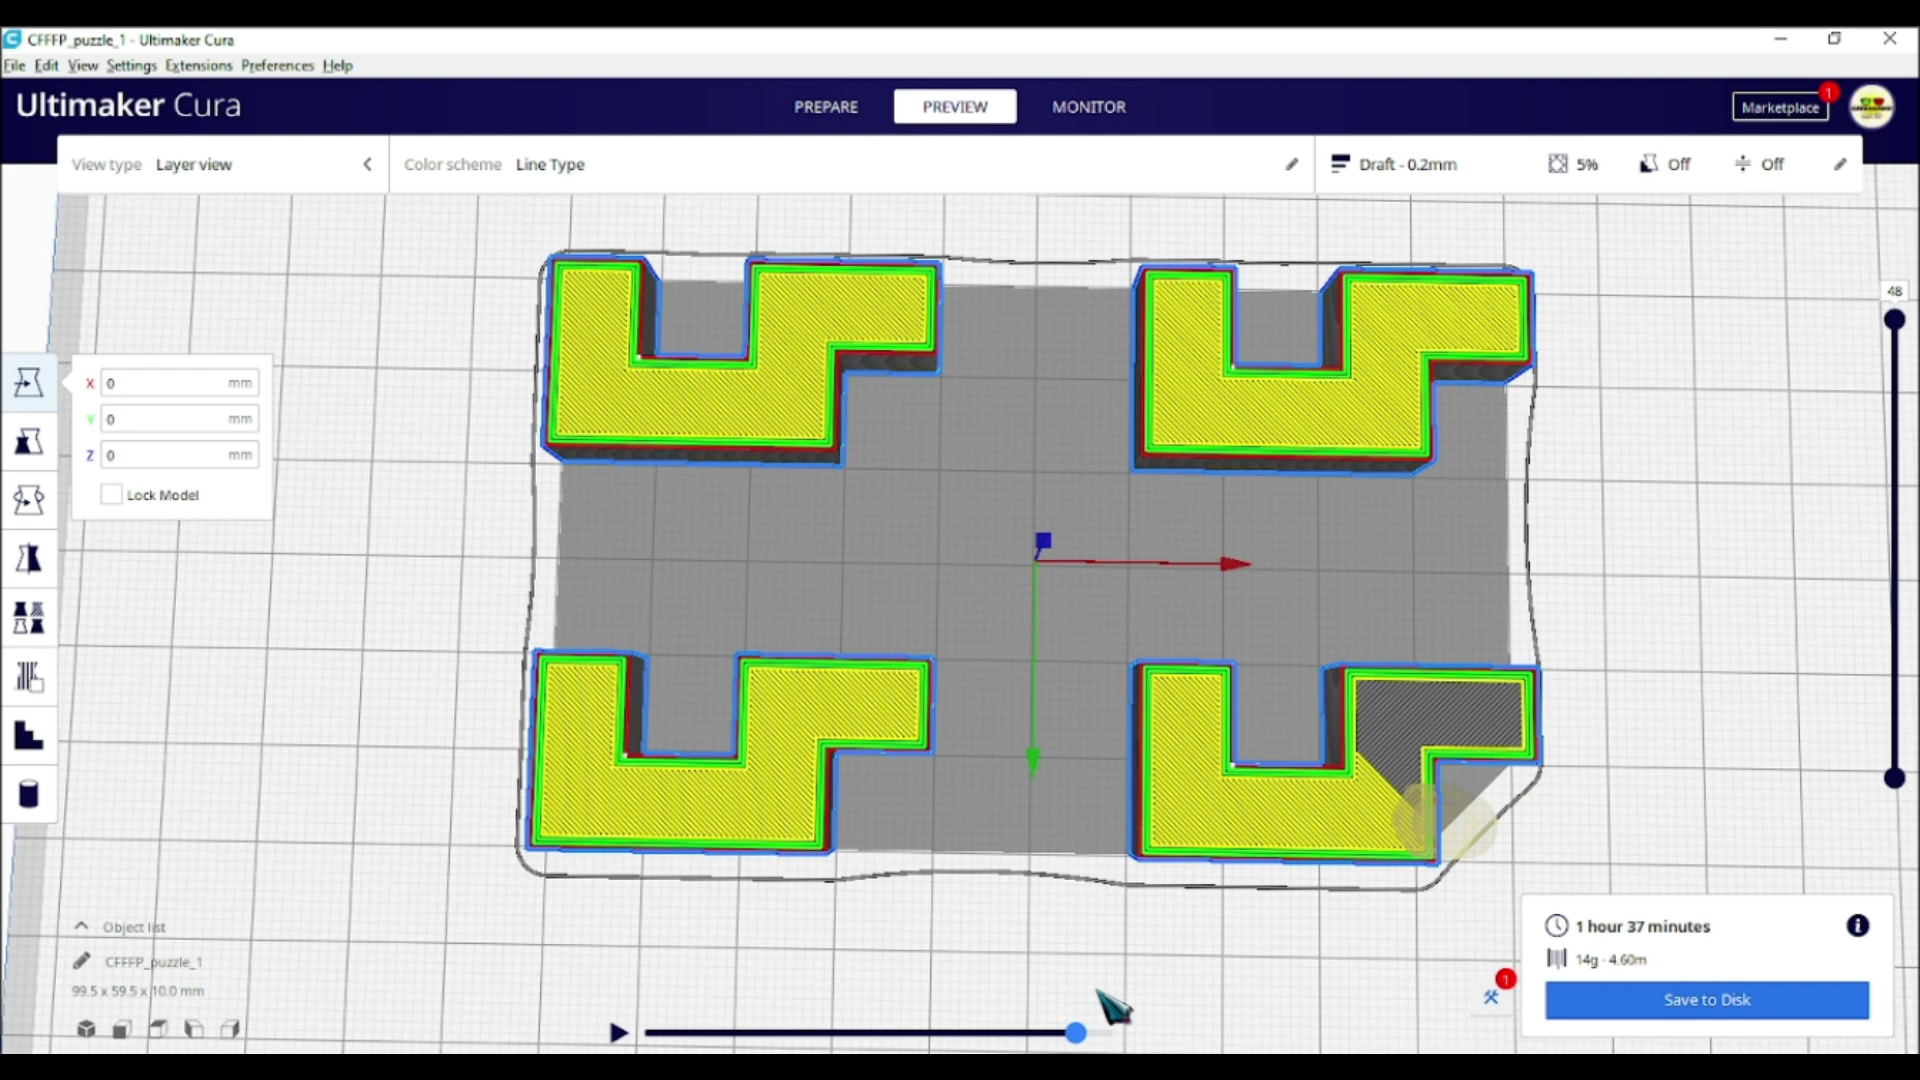 CFFFP_puzzle_1 - Ultimaker Cura
File Edit View Settings Extensions Preferences Help
Ultimaker Cura
PREPARE PREVIEW MONITOR
Marketplace 1
View type Layer view
Color scheme Line Type
Draft - 0.2mm 5% Off Off
48
X 0 mm
Y 0 mm
Z 0 mm
Lock Model
Object list
CFFFP_puzzle_1
99.5 x 59.5 x 10.0 mm
1 hour 37 minutes
14g · 4.60m
1
Save to Disk